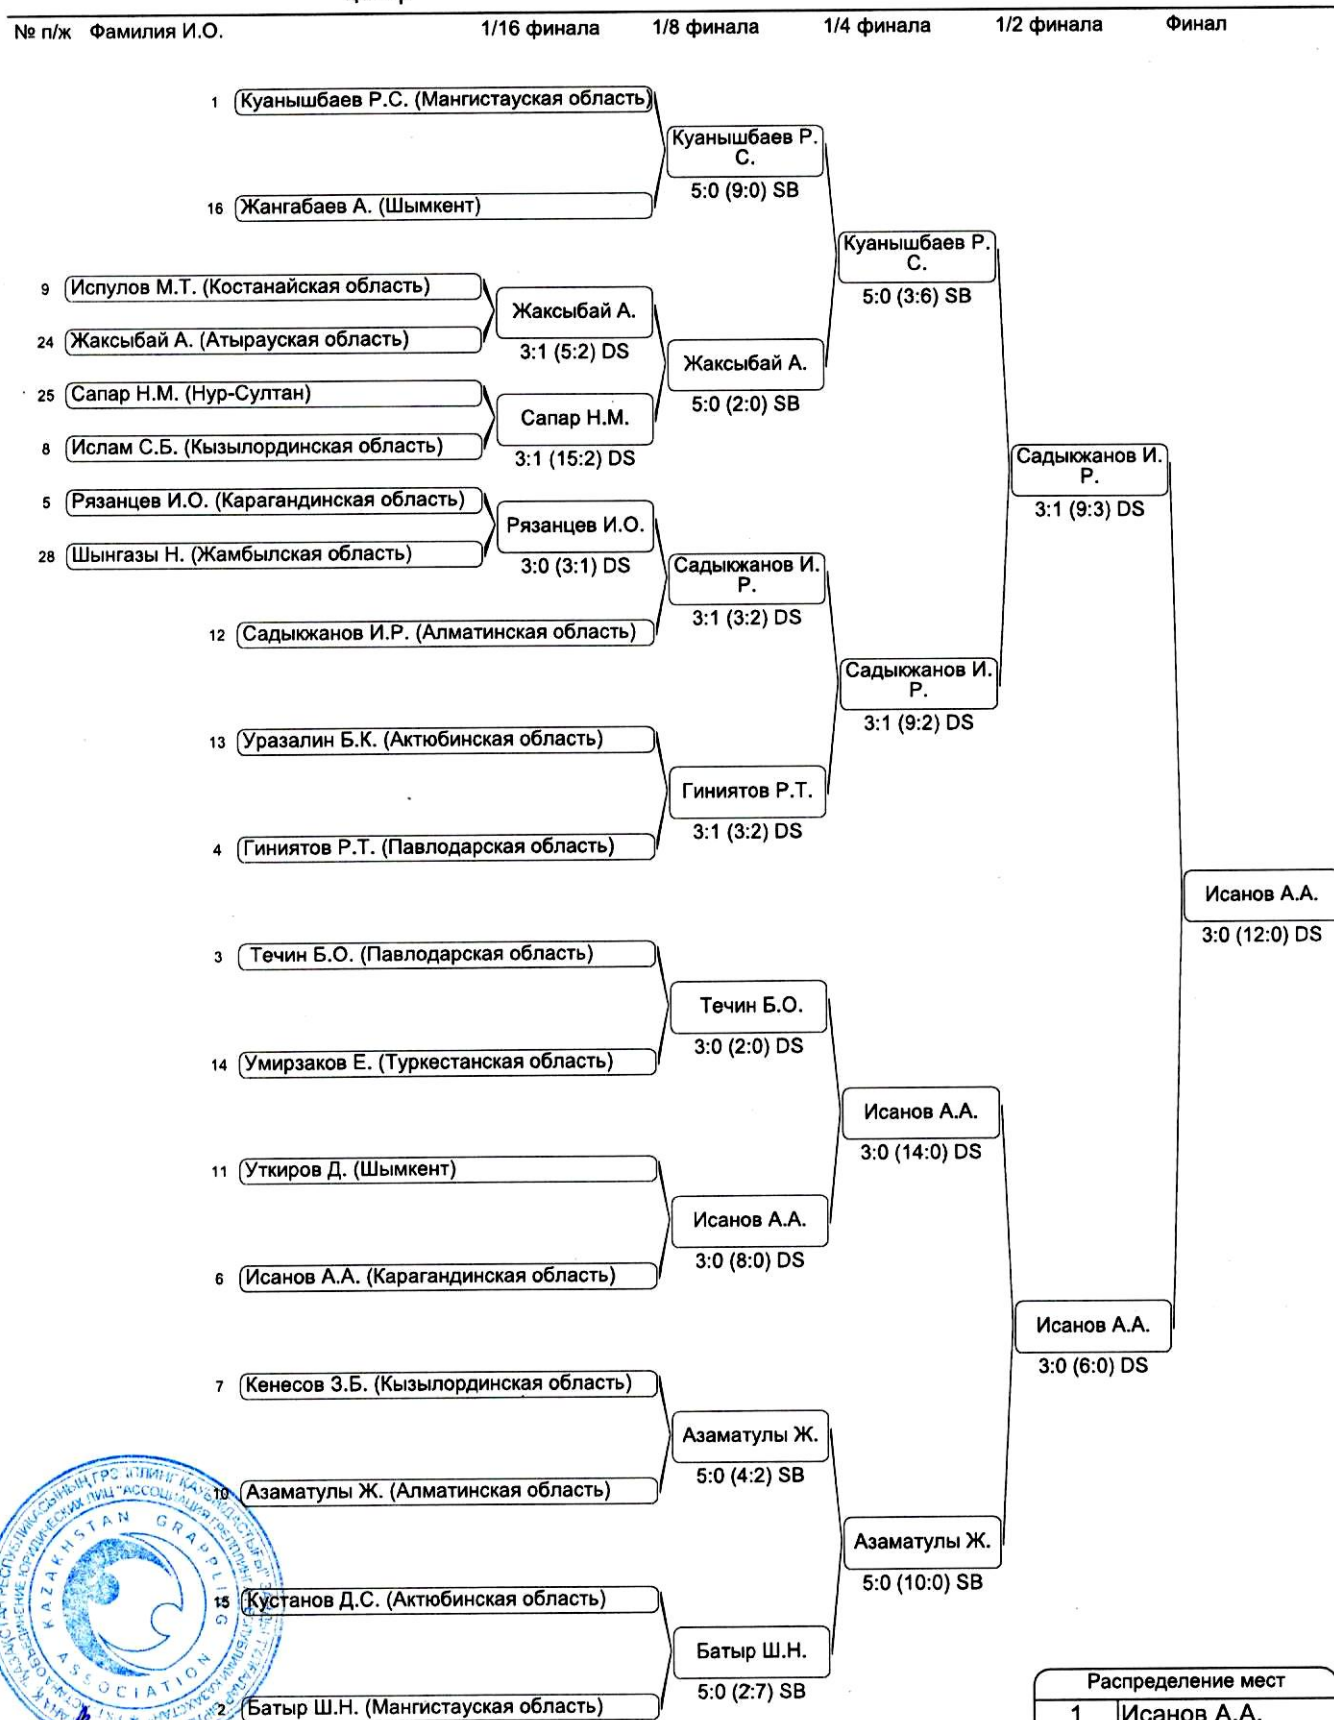 № п/ж Фамилия И.О. 1/16 финала 1/8 финала 1/4 финала 1/2 финала Финал
1 Куанышбаев Р.С. (Мангистауская область)
Куанышбаев Р.
С.
5:0 (9:0) SB
16 Жангабаев А. (Шымкент)
Куанышбаев Р.
С.
5:0 (3:6) SB
9 Испулов М.Т. (Костанайская область)
Жаксыбай А.
3:1 (5:2) DS
24 Жаксыбай А. (Атырауская область)
Жаксыбай А.
5:0 (2:0) SB
25 Сапар Н.М. (Нур-Султан)
Сапар Н.М.
3:1 (15:2) DS
8 Ислам С.Б. (Кызылординская область)
Садыкжанов И.
Р.
3:1 (9:3) DS
5 Рязанцев И.О. (Карагандинская область)
Рязанцев И.О.
3:0 (3:1) DS
28 Шынгазы Н. (Жамбылская область)
Садыкжанов И.
Р.
3:1 (3:2) DS
12 Садыкжанов И.Р. (Алматинская область)
Садыкжанов И.
Р.
3:1 (9:2) DS
13 Уразалин Б.К. (Актюбинская область)
Гиниятов Р.Т.
3:1 (3:2) DS
4 Гиниятов Р.Т. (Павлодарская область)
Исанов А.А.
3:0 (12:0) DS
3 Течин Б.О. (Павлодарская область)
Течин Б.О.
3:0 (2:0) DS
14 Умирзаков Е. (Туркестанская область)
Исанов А.А.
3:0 (14:0) DS
11 Уткиров Д. (Шымкент)
Исанов А.А.
3:0 (8:0) DS
6 Исанов А.А. (Карагандинская область)
Исанов А.А.
3:0 (6:0) DS
7 Кенесов З.Б. (Кызылординская область)
Азаматулы Ж.
5:0 (4:2) SB
10 Азаматулы Ж. (Алматинская область)
Азаматулы Ж.
5:0 (10:0) SB
15 Кустанов Д.С. (Актюбинская область)
Батыр Ш.Н.
5:0 (2:7) SB
2 Батыр Ш.Н. (Мангистауская область)
KAZAKHSTAN GRAPPLING
ASSOCIATION
Распределение мест
1 Исанов А.А.